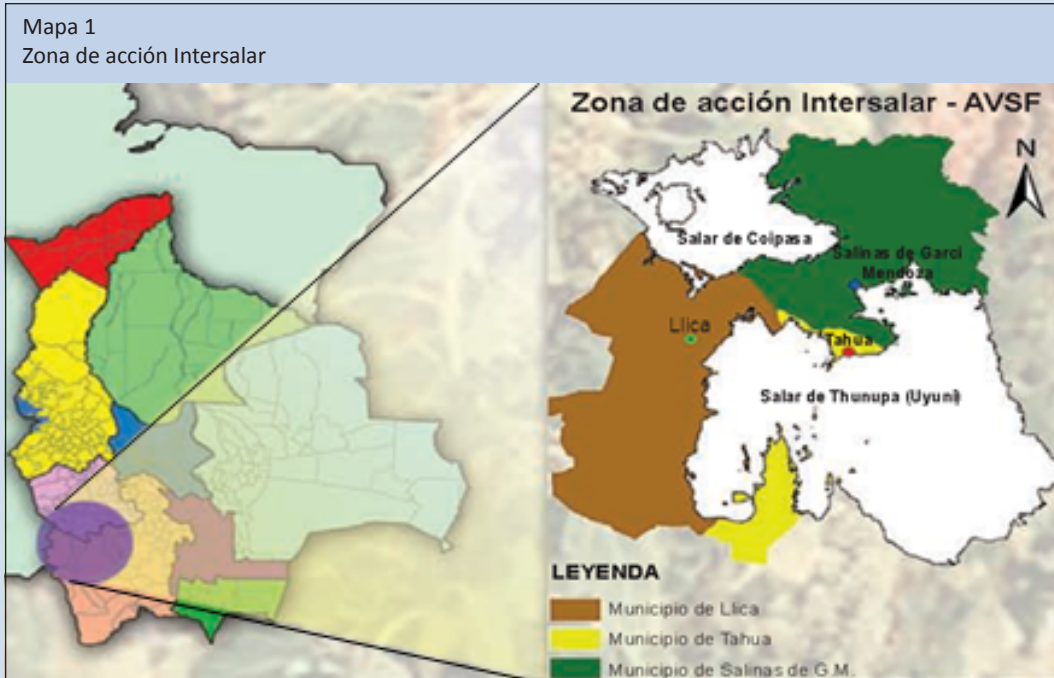 Mapa 1
Zona de acción Intersalar
Zona de acción Intersalar - AVSF
N
Salar de Coipasa
Salinas de Garci
Mendoza
Llica
Tahua
Salar de Thunupa (Uyuni)
LEYENDA
Municipio de Llica
Municipio de Tahua
Municipio de Salinas de G.M.